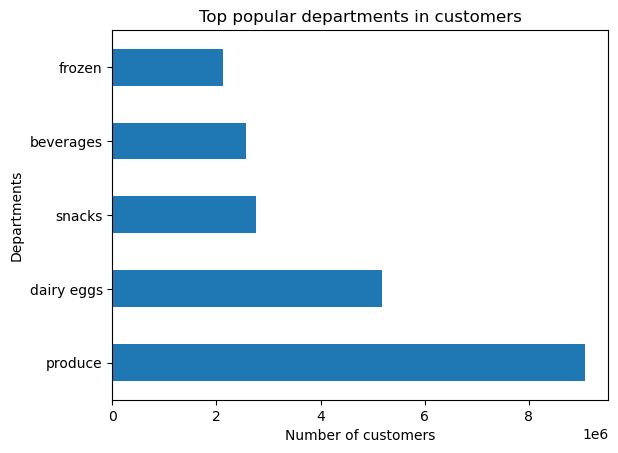 Top popular departments in customers
frozen
beverages
snacks
dairy eggs
produce
Departments
0 2 4 6 8
1e6
Number of customers